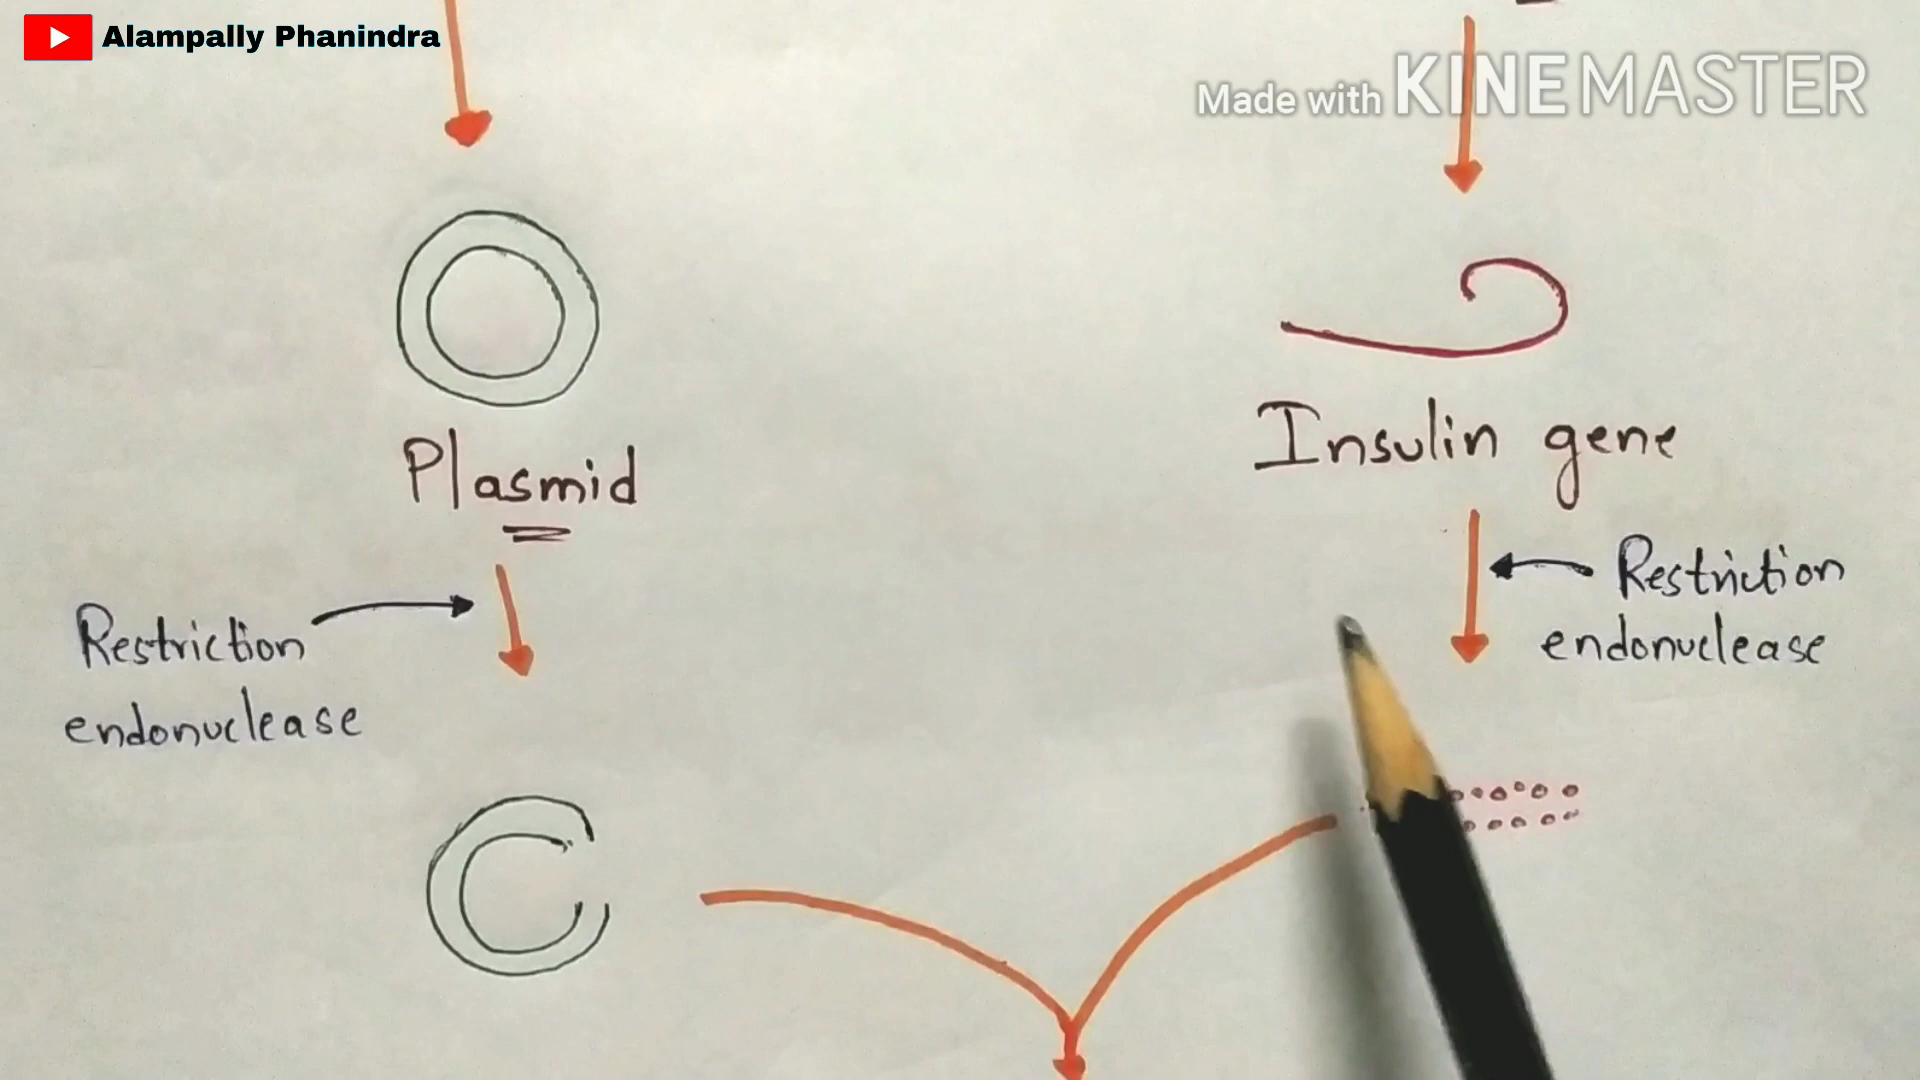 Alampally Phanindra
Made with KINEMASTER
Plasmid
Insulin gene
Restriction
endonuclease
Restriction
endonuclease